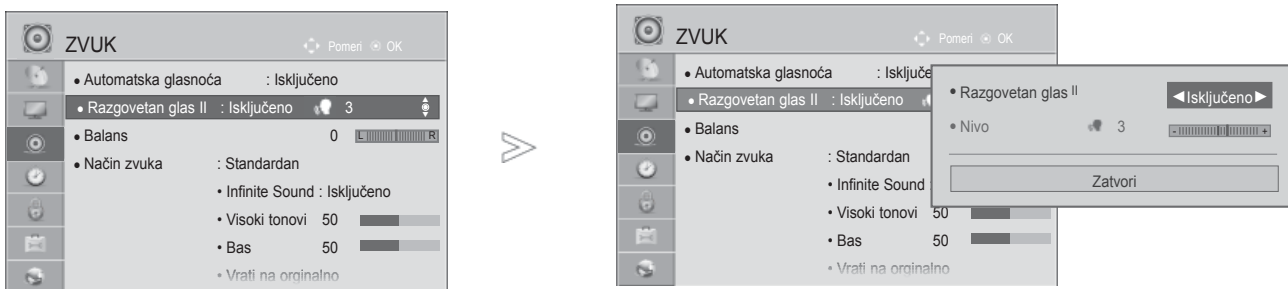 ZVUK
Pomeri OK
• Automatska glasnoća : Isključeno
• Razgovetan glas II : Isključeno 3
• Balans 0 L R
• Način zvuka : Standardan
• Infinite Sound : Isključeno
• Visoki tonovi 50
• Bas 50
• Vrati na orginalno
ZVUK
Pomeri OK
• Automatska glasnoća : Isključe
• Razgovetan glas II : Isključeno
• Balans
• Način zvuka : Standardan
• Infinite Sound :
• Visoki tonovi 50
• Bas 50
• Vrati na orginalno
• Razgovetan glas II ◄Isključeno►
• Nivo 3 - +
Zatvori